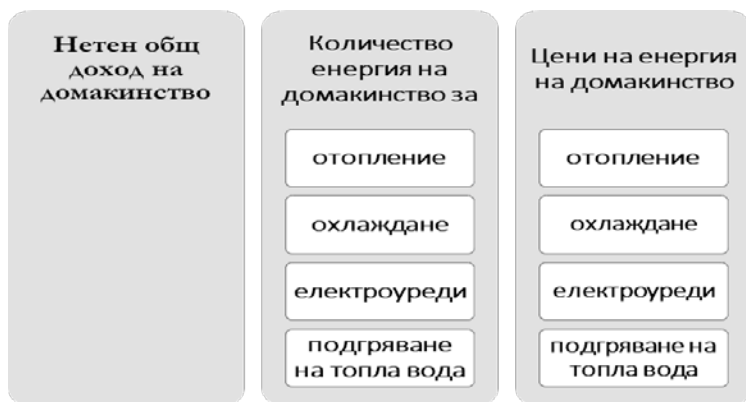 Нетен общ
доход на
домакинство
Количество
енергия на
домакинство за
отопление
охлаждане
електроуреди
подгряване
на топла вода
Цени на енергия
на домакинство
отопление
охлаждане
електроуреди
подгряване на
топла вода